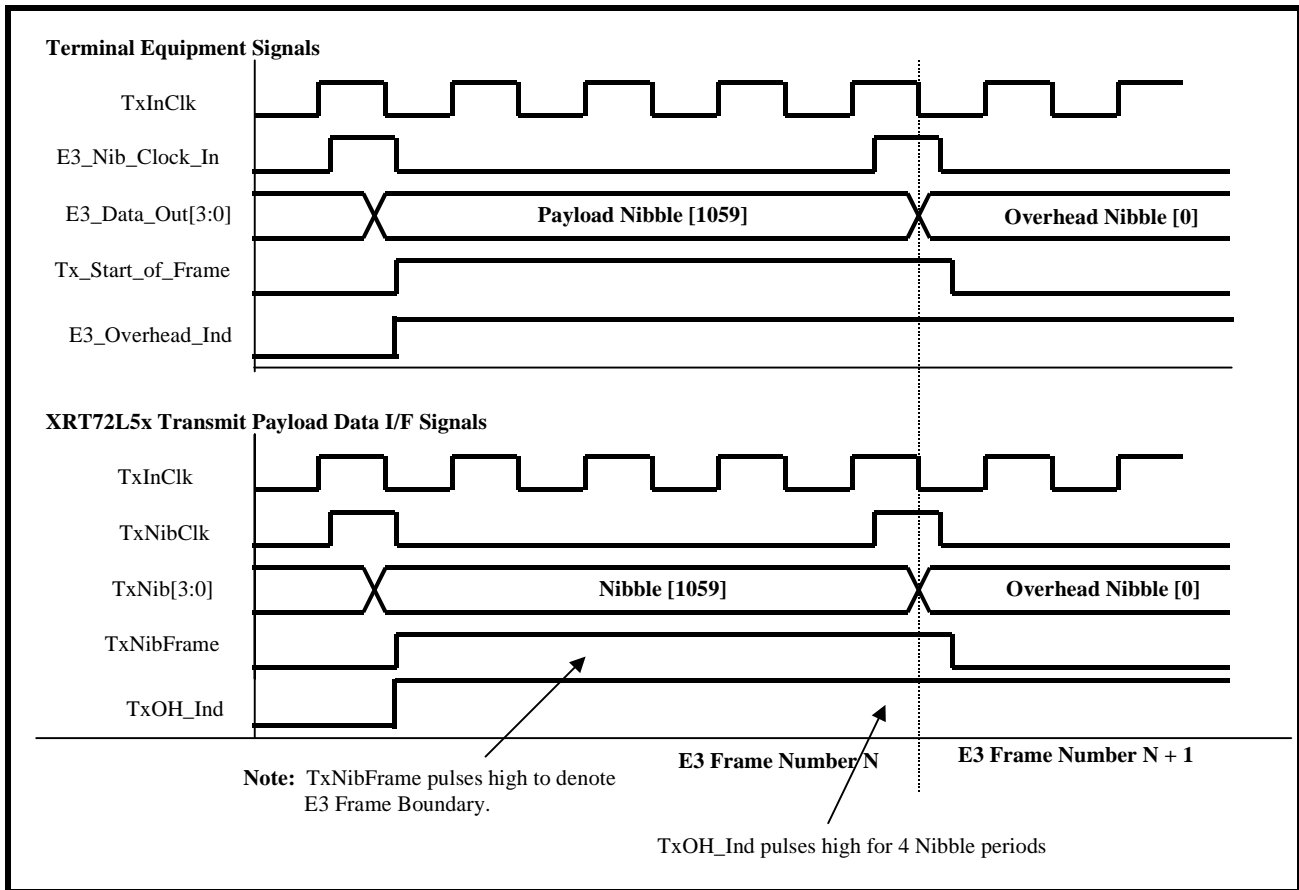 Terminal Equipment Signals
TxInClk
E3_Nib_Clock_In
E3_Data_Out[3:0]
Payload Nibble [1059]
Overhead Nibble [0]
Tx_Start_of_Frame
E3_Overhead_Ind
XRT72L5x Transmit Payload Data I/F Signals
TxInClk
TxNibClk
TxNib[3:0]
Nibble [1059]
Overhead Nibble [0]
TxNibFrame
TxOH_Ind
E3 Frame Number N
E3 Frame Number N + 1
Note: TxNibFrame pulses high to denote
E3 Frame Boundary.
TxOH_Ind pulses high for 4 Nibble periods